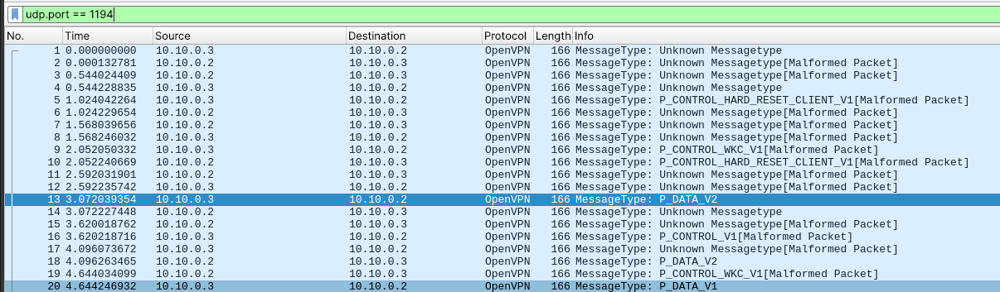 udp.port == 1194
No. Time Source Destination Protocol Length Info
1 0.000000000 10.10.0.3 10.10.0.2 OpenVPN 166 MessageType: Unknown Messagetype
2 0.000132781 10.10.0.2 10.10.0.3 OpenVPN 166 MessageType: Unknown Messagetype[Malformed Packet]
3 0.544024409 10.10.0.2 10.10.0.3 OpenVPN 166 MessageType: Unknown Messagetype[Malformed Packet]
4 0.544228835 10.10.0.3 10.10.0.2 OpenVPN 166 MessageType: Unknown Messagetype
5 1.024042264 10.10.0.3 10.10.0.2 OpenVPN 166 MessageType: P_CONTROL_HARD_RESET_CLIENT_V1[Malformed Packet]
6 1.024229654 10.10.0.2 10.10.0.3 OpenVPN 166 MessageType: Unknown Messagetype[Malformed Packet]
7 1.568039656 10.10.0.2 10.10.0.3 OpenVPN 166 MessageType: Unknown Messagetype[Malformed Packet]
8 1.568246032 10.10.0.3 10.10.0.2 OpenVPN 166 MessageType: Unknown Messagetype[Malformed Packet]
9 2.052050332 10.10.0.3 10.10.0.2 OpenVPN 166 MessageType: P_CONTROL_WKC_V1[Malformed Packet]
10 2.052240669 10.10.0.2 10.10.0.3 OpenVPN 166 MessageType: P_CONTROL_HARD_RESET_CLIENT_V1[Malformed Packet]
11 2.592031901 10.10.0.2 10.10.0.3 OpenVPN 166 MessageType: Unknown Messagetype[Malformed Packet]
12 2.592235742 10.10.0.3 10.10.0.2 OpenVPN 166 MessageType: Unknown Messagetype[Malformed Packet]
13 3.072039354 10.10.0.3 10.10.0.2 OpenVPN 166 MessageType: P_DATA_V2
14 3.072227448 10.10.0.2 10.10.0.3 OpenVPN 166 MessageType: Unknown Messagetype
15 3.620018762 10.10.0.2 10.10.0.3 OpenVPN 166 MessageType: Unknown Messagetype[Malformed Packet]
16 3.620218716 10.10.0.3 10.10.0.2 OpenVPN 166 MessageType: P_CONTROL_V1[Malformed Packet]
17 4.096073672 10.10.0.3 10.10.0.2 OpenVPN 166 MessageType: Unknown Messagetype[Malformed Packet]
18 4.096263465 10.10.0.2 10.10.0.3 OpenVPN 166 MessageType: P_DATA_V2
19 4.644034099 10.10.0.2 10.10.0.3 OpenVPN 166 MessageType: P_CONTROL_WKC_V1[Malformed Packet]
20 4.644246932 10.10.0.3 10.10.0.2 OpenVPN 166 MessageType: P_DATA_V1